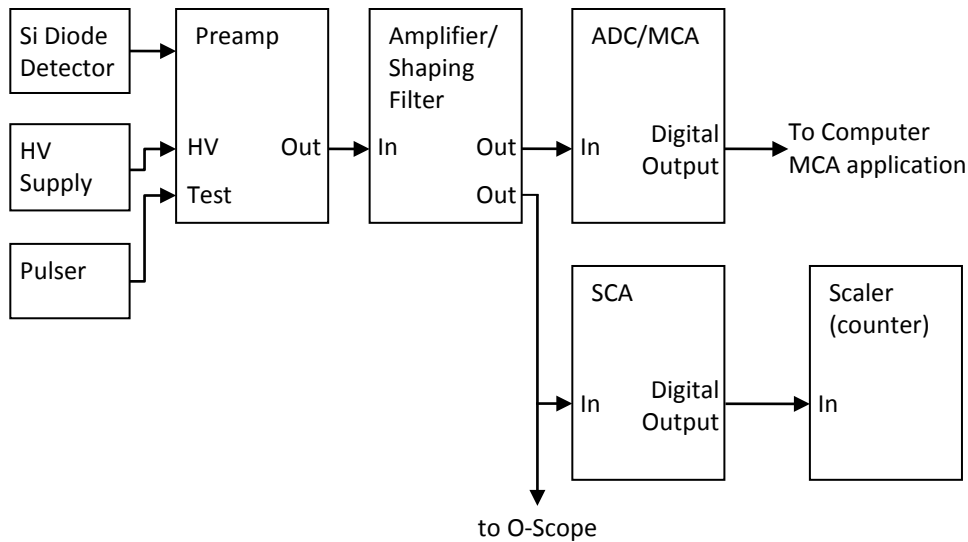 Si Diode
Detector
Preamp
HV
Out
Test
HV
Supply
Pulser
Amplifier/
Shaping
Filter
In
Out
Out
ADC/MCA
In
Digital
Output
To Computer
MCA application
SCA
In
Digital
Output
Scaler
(counter)
In
to O-Scope